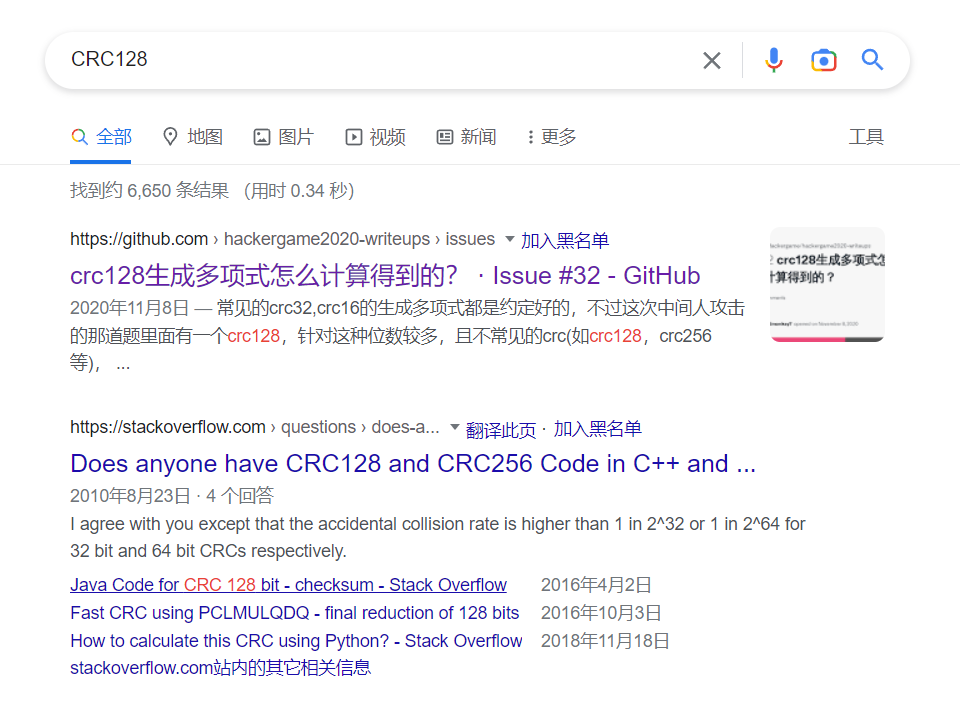 CRC128
全部 地图 图片 视频 新闻 更多 工具
找到约 6,650 条结果 （用时 0.34 秒）
https://github.com › hackergame2020-writeups › issues 加入黑名单
crc128生成多项式怎么计算得到的？ · Issue #32 - GitHub
2020年11月8日 — 常见的crc32,crc16的生成多项式都是约定好的，不过这次中间人攻击
的那道题里面有一个crc128，针对这种位数较多，且不常见的crc(如crc128，crc256
等)， ...
hackergame/hackergame2020-writeups
crc128生成多项式怎
计算得到的？
opened on November 8, 2020
https://stackoverflow.com › questions › does-a... 翻译此页 · 加入黑名单
Does anyone have CRC128 and CRC256 Code in C++ and ...
2010年8月23日 · 4 个回答
I agree with you except that the accidental collision rate is higher than 1 in 2^32 or 1 in 2^64 for
32 bit and 64 bit CRCs respectively.
Java Code for CRC 128 bit - checksum - Stack Overflow 2016年4月2日
Fast CRC using PCLMULQDQ - final reduction of 128 bits 2016年10月3日
How to calculate this CRC using Python? - Stack Overflow 2018年11月18日
stackoverflow.com站内的其它相关信息